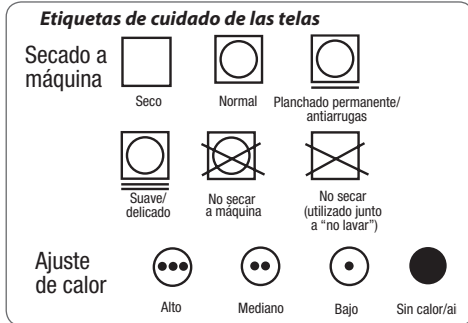 Etiquetas de cuidado de las telas
Secado a
máquina
Seco
Normal
Planchado permanente/
antiarrugas
Suave/
delicado
No secar
a máquina
No secar
(utilizado junto
a “no lavar”)
Ajuste
de calor
Alto
Mediano
Bajo
Sin calor/ai